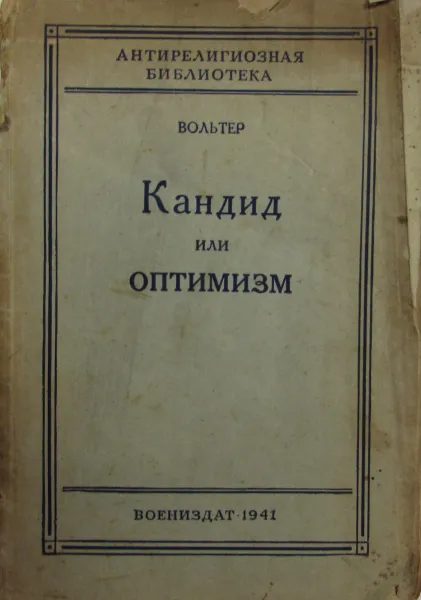 АНТИРЕЛИГИОЗНАЯ
БИБЛИОТЕКА
ВОЛЬТЕР
Кандид
или
ОПТИМИЗМ
ВОЕНИЗДАТ · 1941